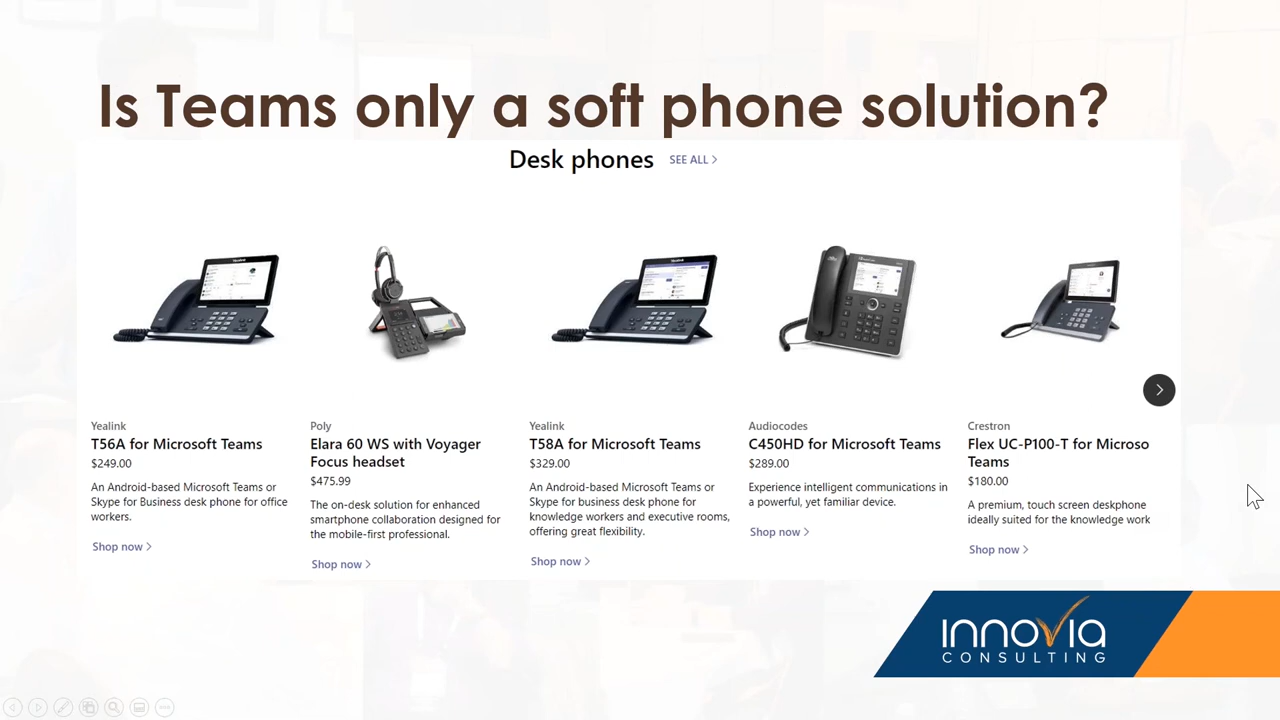 Is Teams only a soft phone solution?
Desk phones SEE ALL >
Yealink
T56A for Microsoft Teams
$249.00
An Android-based Microsoft Teams or
Skype for Business desk phone for office
workers.
Shop now >
Poly
Elara 60 WS with Voyager
Focus headset
$475.99
The on-desk solution for enhanced
smartphone collaboration designed for
the mobile-first professional.
Shop now >
Yealink
T58A for Microsoft Teams
$329.00
An Android-based Microsoft Teams or
Skype for business desk phone for
knowledge workers and executive rooms,
offering great flexibility.
Shop now >
Audiocodes
C450HD for Microsoft Teams
$289.00
Experience intelligent communications in
a powerful, yet familiar device.
Shop now >
Crestron
Flex UC-P100-T for Microso
Teams
$180.00
A premium, touch screen deskphone
ideally suited for the knowledge work
Shop now >
INNOVIA
CONSULTING